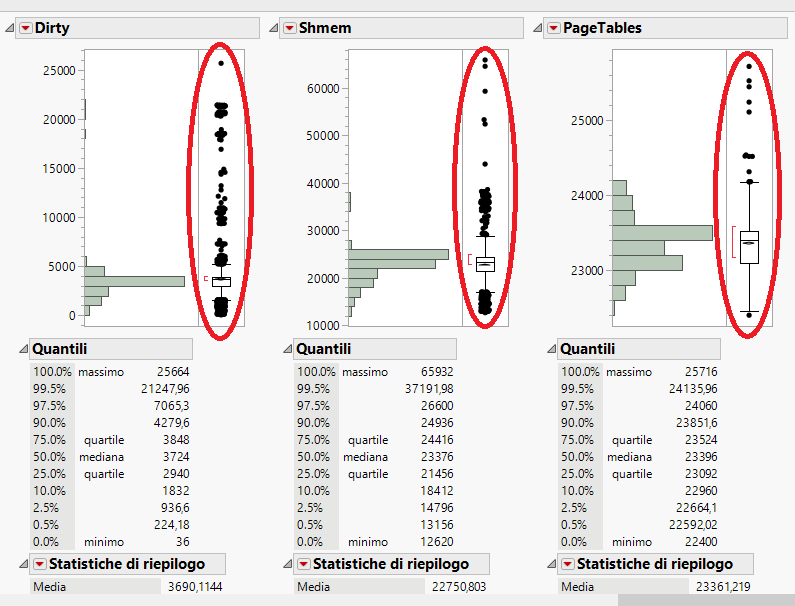 Dirty Shmem PageTables
25000
20000
15000
10000
5000
0
60000
50000
40000
30000
20000
10000
25000
24000
23000
Quantili
100.0% massimo 25664
99.5% 21247,96
97.5% 7065,3
90.0% 4279,6
75.0% quartile 3848
50.0% mediana 3724
25.0% quartile 2940
10.0% 1832
2.5% 936,6
0.5% 224,18
0.0% minimo 36
Statistiche di riepilogo
Media 3690,1144
Quantili
100.0% massimo 65932
99.5% 37191,98
97.5% 26600
90.0% 24936
75.0% quartile 24416
50.0% mediana 23376
25.0% quartile 21456
10.0% 18412
2.5% 14796
0.5% 13156
0.0% minimo 12620
Statistiche di riepilogo
Media 22750,803
Quantili
100.0% massimo 25716
99.5% 24135,96
97.5% 24060
90.0% 23851,6
75.0% quartile 23524
50.0% mediana 23396
25.0% quartile 23092
10.0% 22960
2.5% 22664,1
0.5% 22592,02
0.0% minimo 22400
Statistiche di riepilogo
Media 23361,219